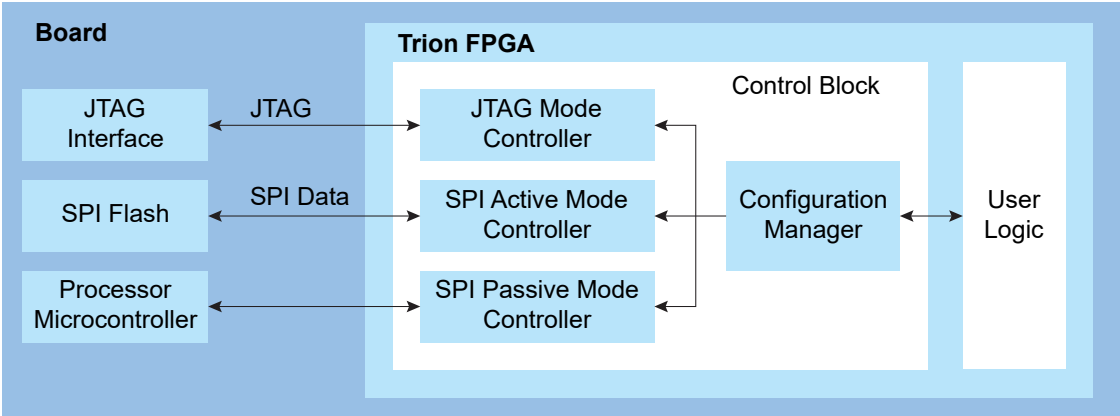 Board
Trion FPGA
Control Block
JTAG
Interface
JTAG
JTAG Mode
Controller
SPI Flash
SPI Data
SPI Active Mode
Controller
Configuration
Manager
User
Logic
Processor
Microcontroller
SPI Passive Mode
Controller